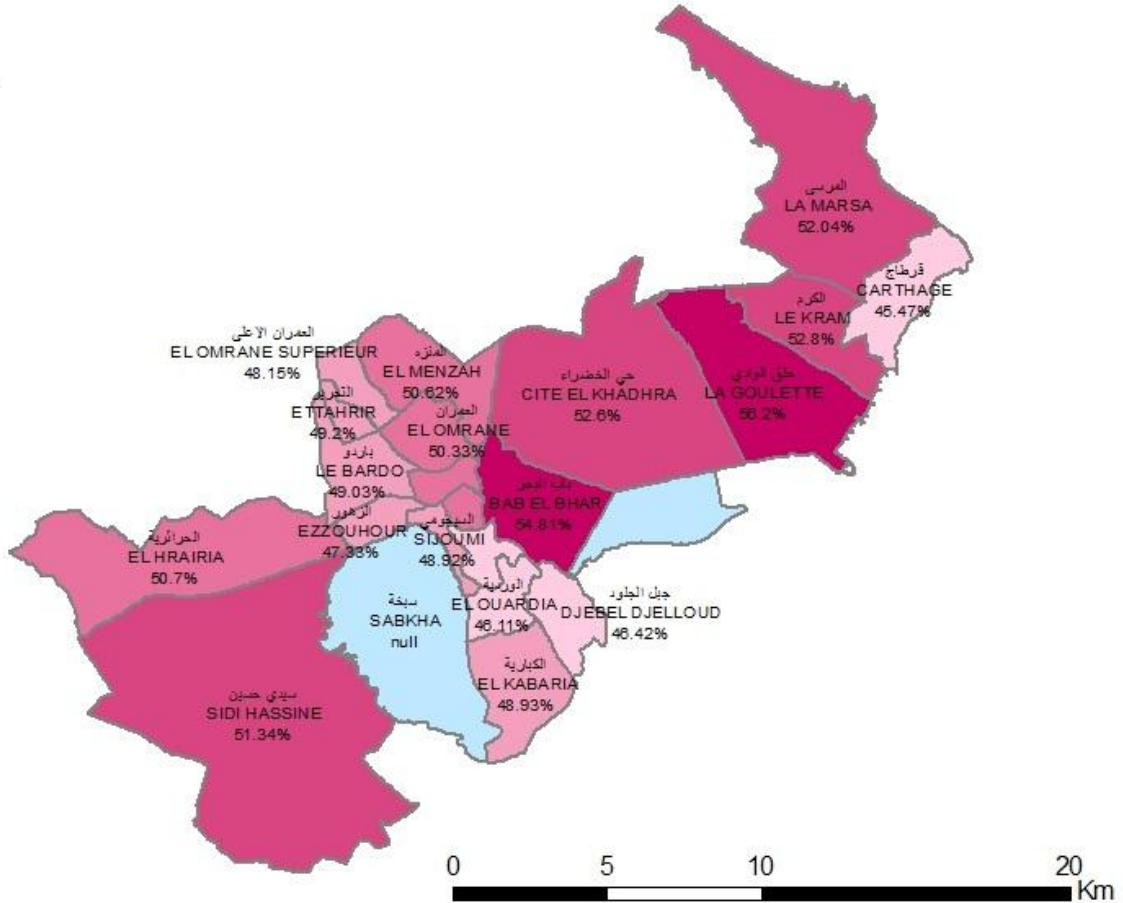 المرسى
LA MARSA
52.04%
قرطاج
CARTHAGE
45.47%
الكرم
LE KRAM
52.8%
حلق الوادي
LA GOULETTE
56.2%
حي الخضراء
CITE EL KHADHRA
52.6%
العمران الاعلى
EL OMRANE SUPERIEUR
48.15%
المنزه
EL MENZAH
50.62%
التحرير
ETTAHRIR
49.2%
العمران
EL OMRANE
50.33%
باردو
LE BARDO
49.03%
باب البحر
BAB EL BHAR
54.81%
الزهور
EZZOUHOUR
47.33%
السيجومي
SIJOUMI
48.92%
الحرائرية
EL HRAIRIA
50.7%
سبخة
SABKHA
null
الوردية
EL OUARDIA
46.11%
جبل الجلود
DJEBEL DJELLOUD
46.42%
الكبارية
EL KABARIA
48.93%
سيدي حسين
SIDI HASSINE
51.34%
0 5 10 20
Km